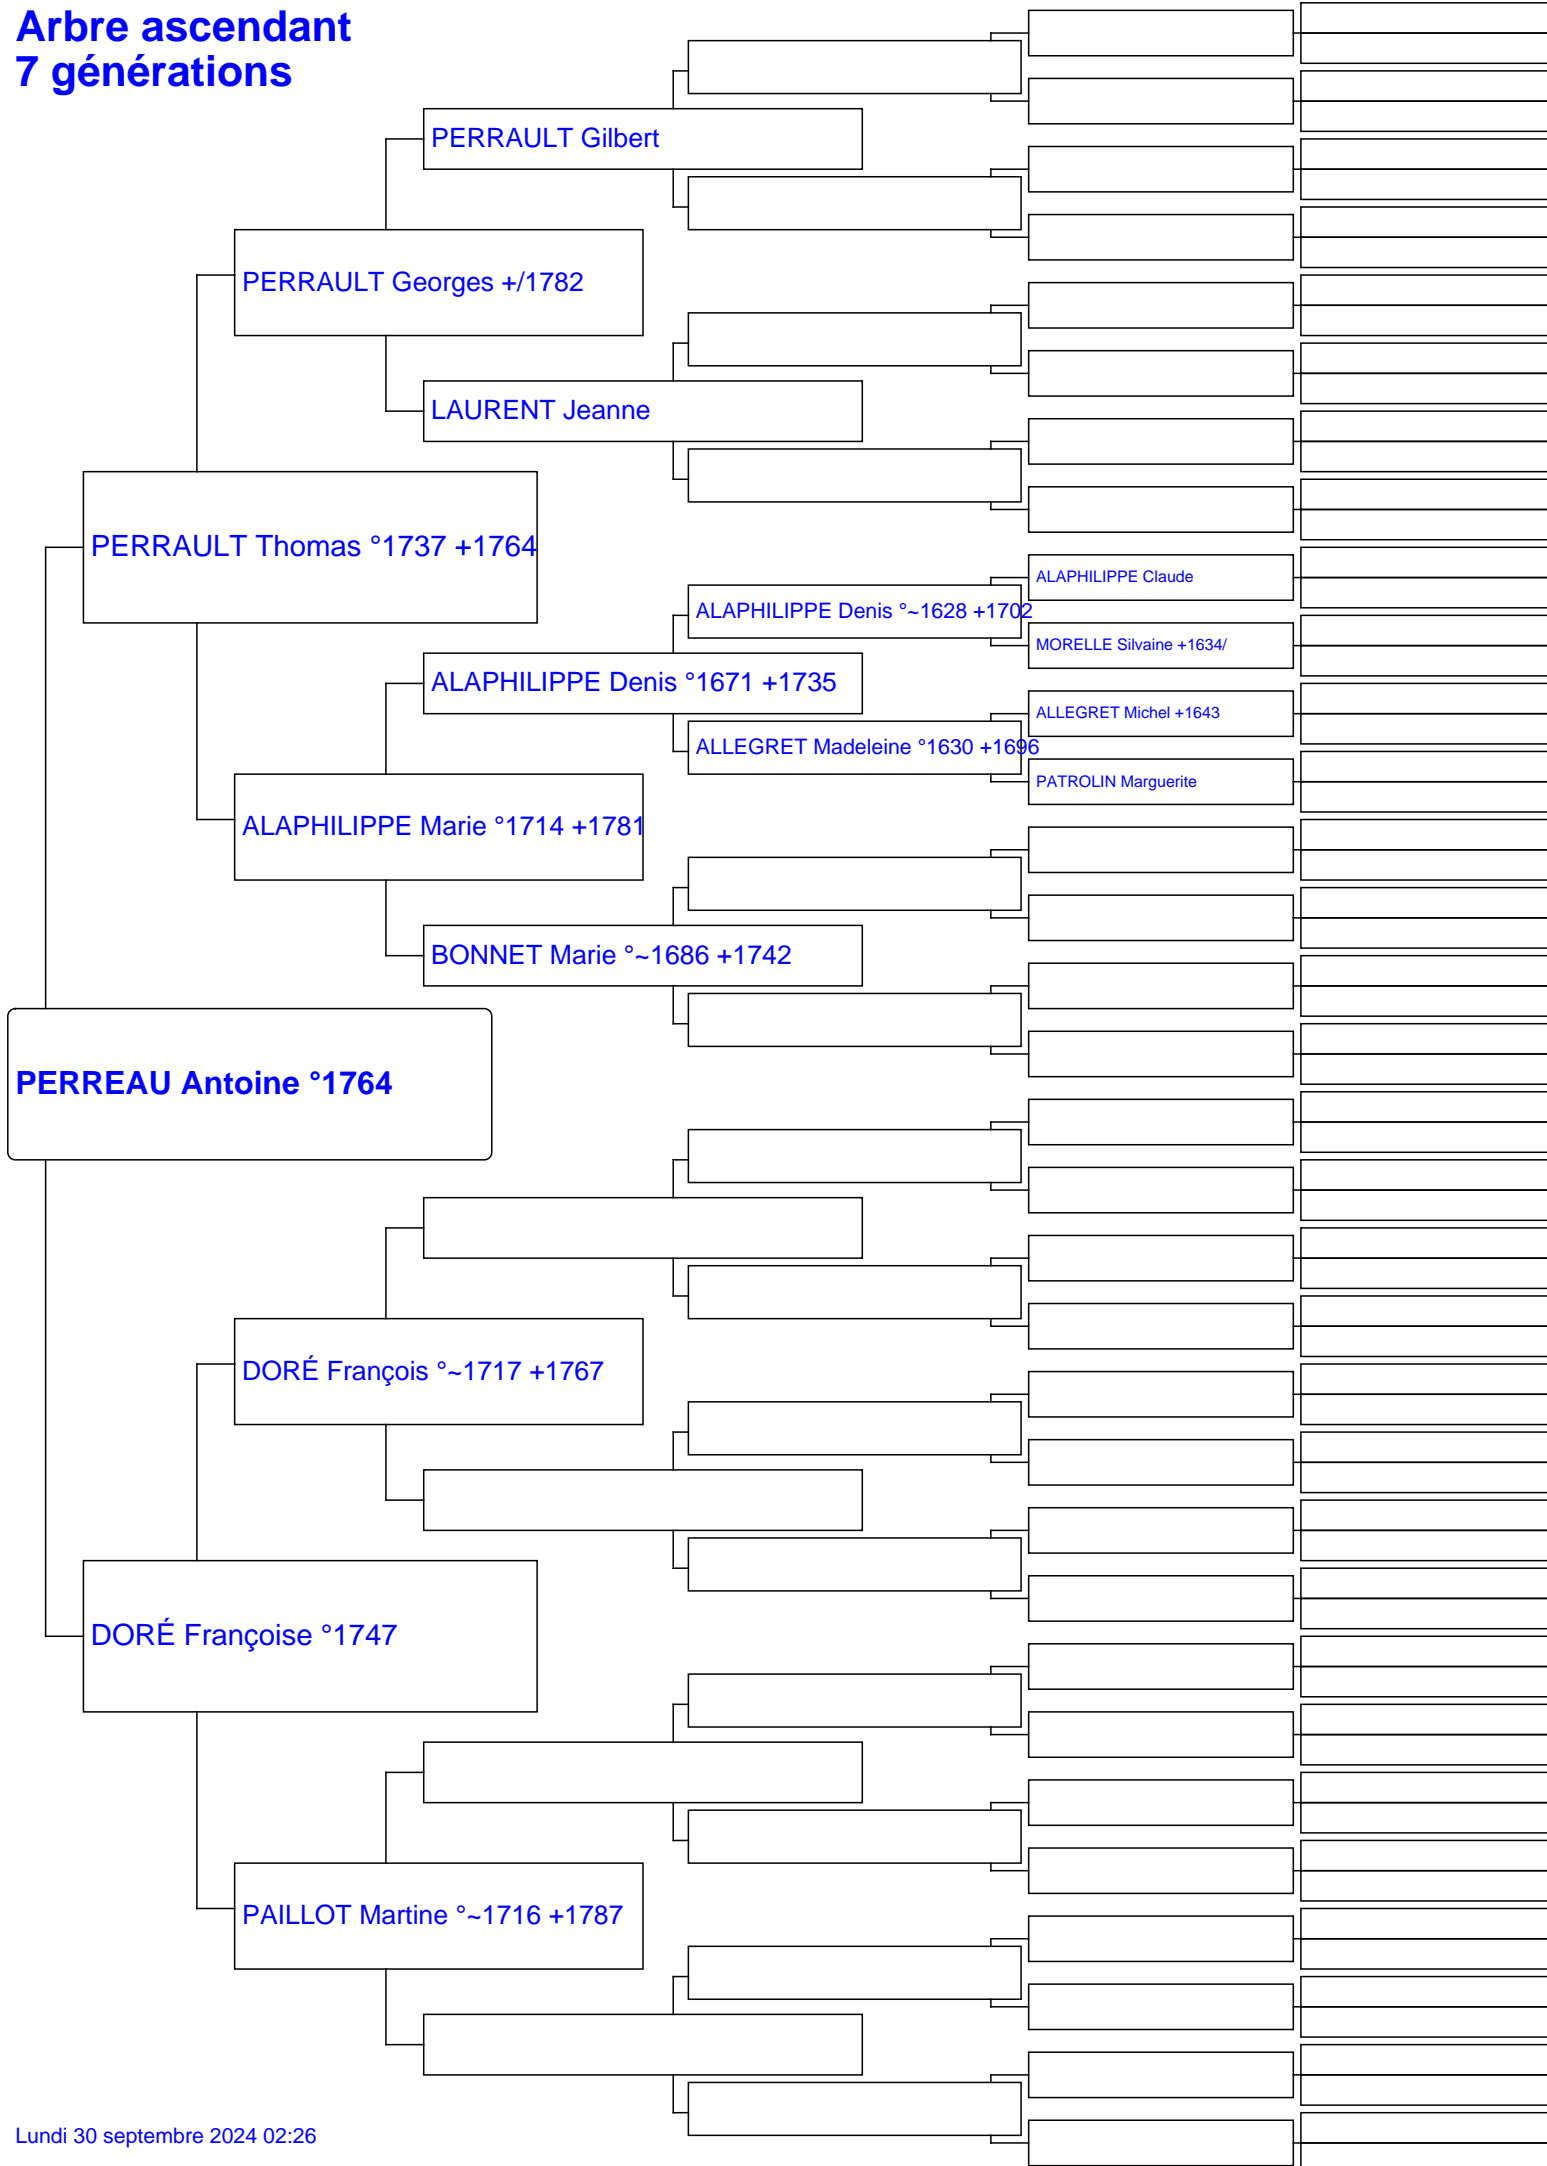 Arbre ascendant
7 générations
PERRAULT Gilbert
PERRAULT Georges +/1782
LAURENT Jeanne
PERRAULT Thomas °1737 +1764
ALAPHILIPPE Claude
ALAPHILIPPE Denis °~1628 +1702
MORELLE Silvaine +1634/
ALAPHILIPPE Denis °1671 +1735
ALLEGRET Michel +1643
ALLEGRET Madeleine °1630 +1696
PATROLIN Marguerite
ALAPHILIPPE Marie °1714 +1781
BONNET Marie °~1686 +1742
PERREAU Antoine °1764
DORÉ François °~1717 +1767
DORÉ Françoise °1747
PAILLOT Martine °~1716 +1787
Lundi 30 septembre 2024 02:26